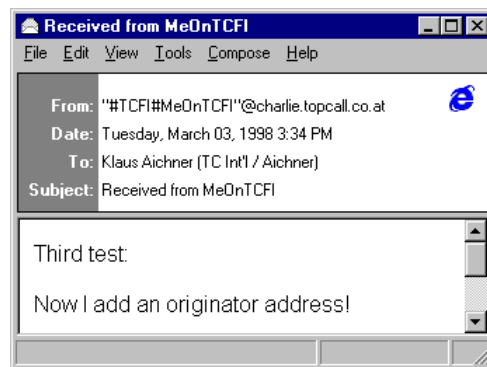 Received from MeOnTCFI
File Edit View Tools Compose Help
From: "#TCFI#MeOnTCFI"@charlie.topcall.co.at
Date: Tuesday, March 03, 1998 3:34 PM
To: Klaus Aichner (TC Int'l / Aichner)
Subject: Received from MeOnTCFI
Third test:
Now I add an originator address!